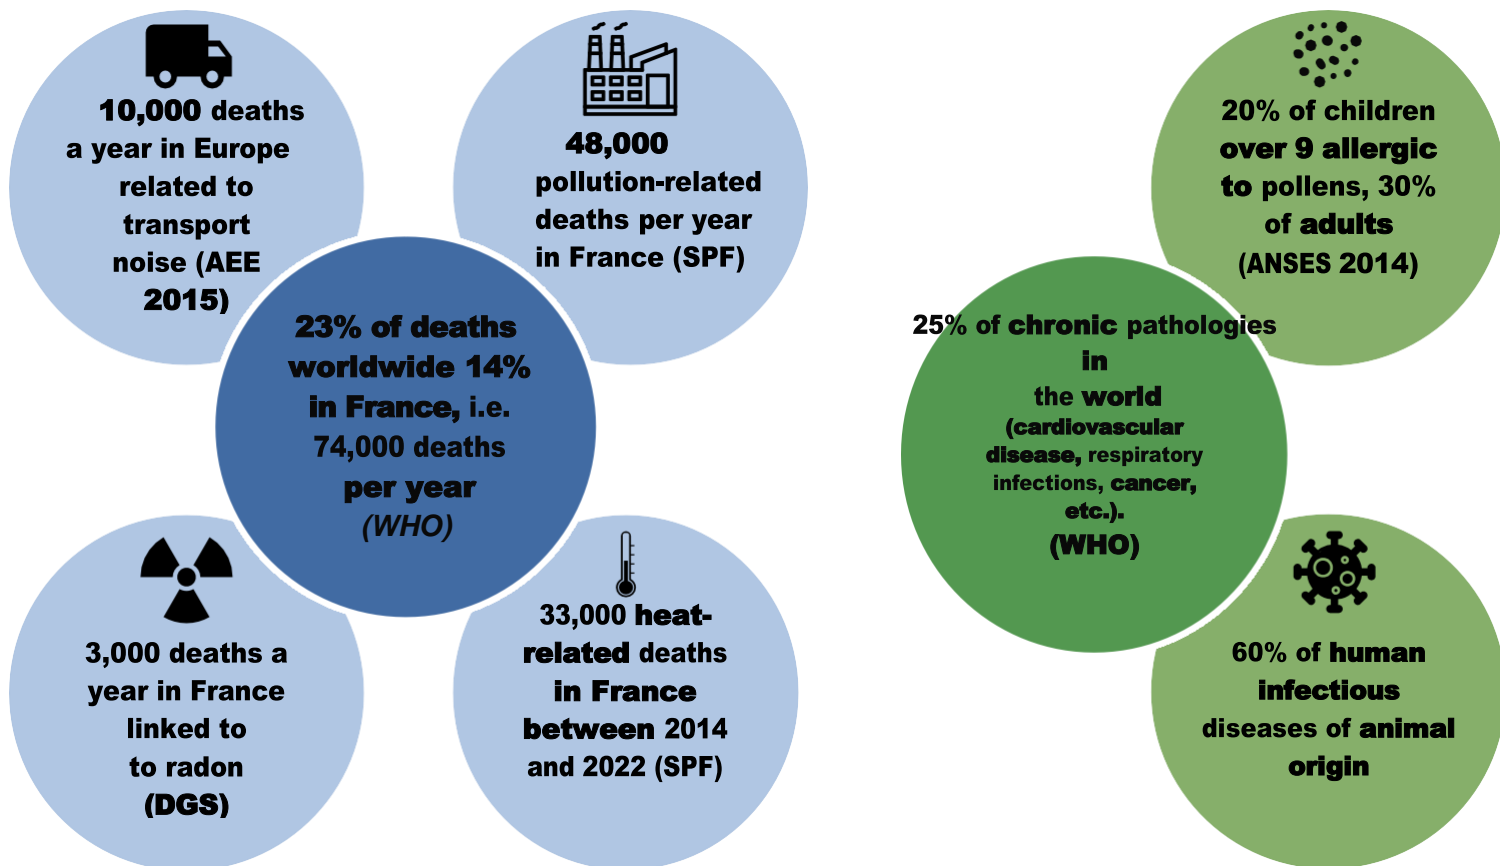 10,000 deaths
a year in Europe
related to
transport
noise (AEE
2015)
48,000
pollution-related
deaths per year
in France (SPF)
23% of deaths
worldwide 14%
in France, i.e.
74,000 deaths
per year
(WHO)
3,000 deaths a
year in France
linked to
to radon
(DGS)
33,000 heat-
related deaths
in France
between 2014
and 2022 (SPF)
20% of children
over 9 allergic
to pollens, 30%
of adults
(ANSES 2014)
25% of chronic pathologies
in
the world
(cardiovascular
disease, respiratory
infections, cancer,
etc.).
(WHO)
60% of human
infectious
diseases of animal
origin